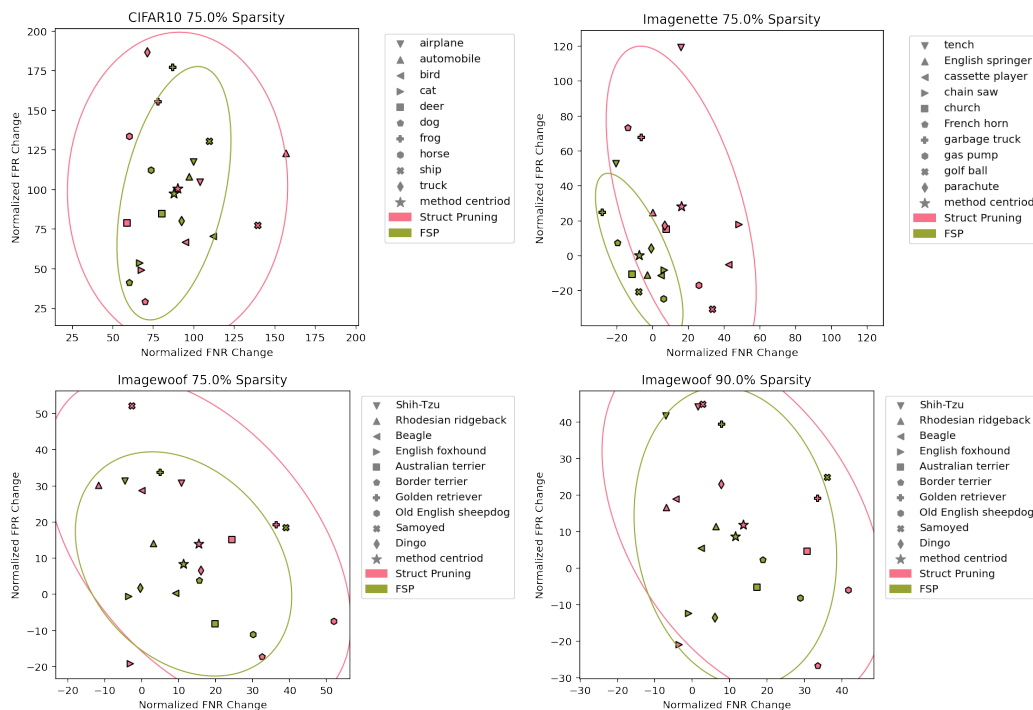 CIFAR10 75.0% Sparsity
200
175
150
125
100
75
50
25
Normalized FPR Change
25
50
75
100
125
150
175
200
Normalized FNR Change
airplane
automobile
bird
cat
deer
dog
frog
horse
ship
truck
method centriod
Struct Pruning
FSP
Imagenette 75.0% Sparsity
120
100
80
60
40
20
0
−20
Normalized FPR Change
−20
0
20
40
60
80
100
120
Normalized FNR Change
tench
English springer
cassette player
chain saw
church
French horn
garbage truck
gas pump
golf ball
parachute
method centriod
Struct Pruning
FSP
Imagewoof 75.0% Sparsity
50
40
30
20
10
0
−10
−20
Normalized FPR Change
−20
−10
0
10
20
30
40
50
Normalized FNR Change
Shih-Tzu
Rhodesian ridgeback
Beagle
English foxhound
Australian terrier
Border terrier
Golden retriever
Old English sheepdog
Samoyed
Dingo
method centriod
Struct Pruning
FSP
Imagewoof 90.0% Sparsity
40
30
20
10
0
−10
−20
−30
Normalized FPR Change
−30
−20
−10
0
10
20
30
40
Normalized FNR Change
Shih-Tzu
Rhodesian ridgeback
Beagle
English foxhound
Australian terrier
Border terrier
Golden retriever
Old English sheepdog
Samoyed
Dingo
method centriod
Struct Pruning
FSP